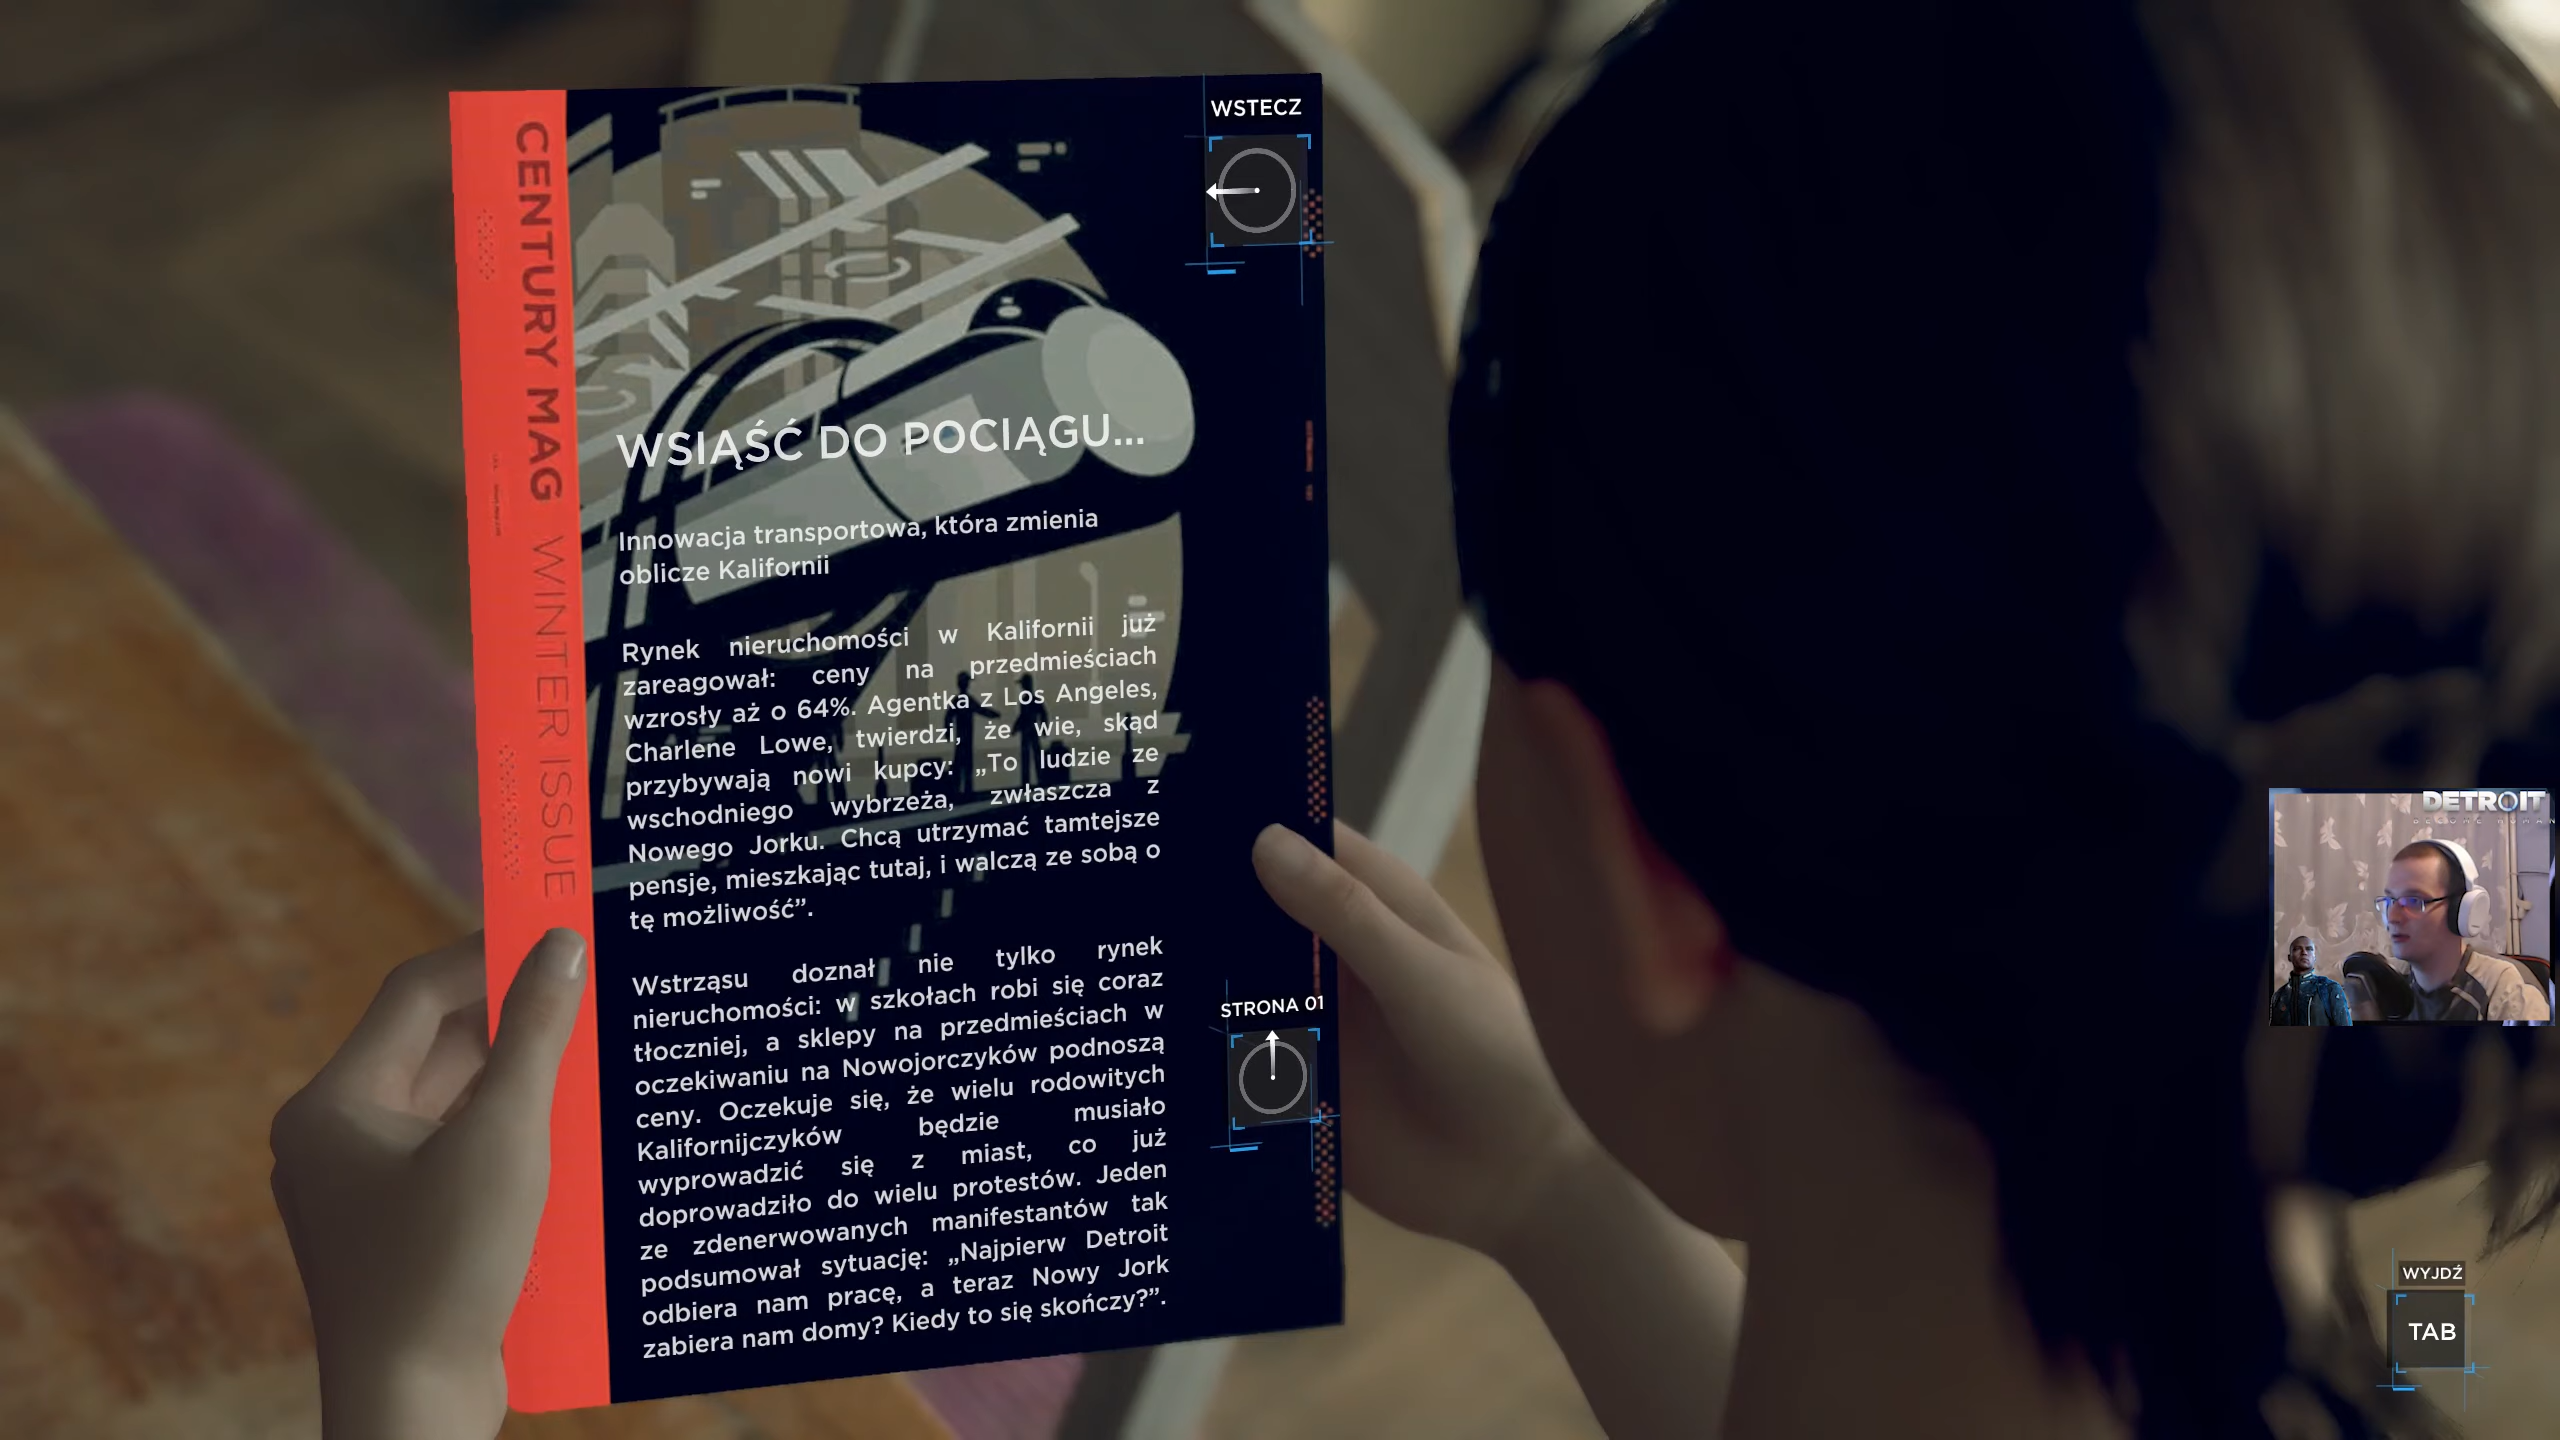 CENTURY MAG WINTER ISSUE
WSTECZ
WSIĄŚĆ DO POCIĄGU...
Innowacja transportowa, która zmienia
oblicze Kalifornii
Rynek nieruchomości w Kalifornii już
zareagował: ceny na przedmieściach
wzrosły aż o 64%. Agentka z Los Angeles,
Charlene Lowe, twierdzi, że wie, skąd
przybywają nowi kupcy: „To ludzie ze
wschodniego wybrzeża, zwłaszcza z
Nowego Jorku. Chcą utrzymać tamtejsze
pensje, mieszkając tutaj, i walczą ze sobą o
tę możliwość”.
Wstrząsu doznał nie tylko rynek
nieruchomości: w szkołach robi się coraz
tłoczniej, a sklepy na przedmieściach w
oczekiwaniu na Nowojorczyków podnoszą
ceny. Oczekuje się, że wielu rodowitych
Kalifornijczyków będzie musiało
wyprowadzić się z miast, co już
doprowadziło do wielu protestów. Jeden
ze zdenerwowanych manifestantów tak
podsumował sytuację: „Najpierw Detroit
odbiera nam pracę, a teraz Nowy Jork
zabiera nam domy? Kiedy to się skończy?”.
STRONA 01
DETROIT
BECOME HUMAN
WYJDŹ
TAB